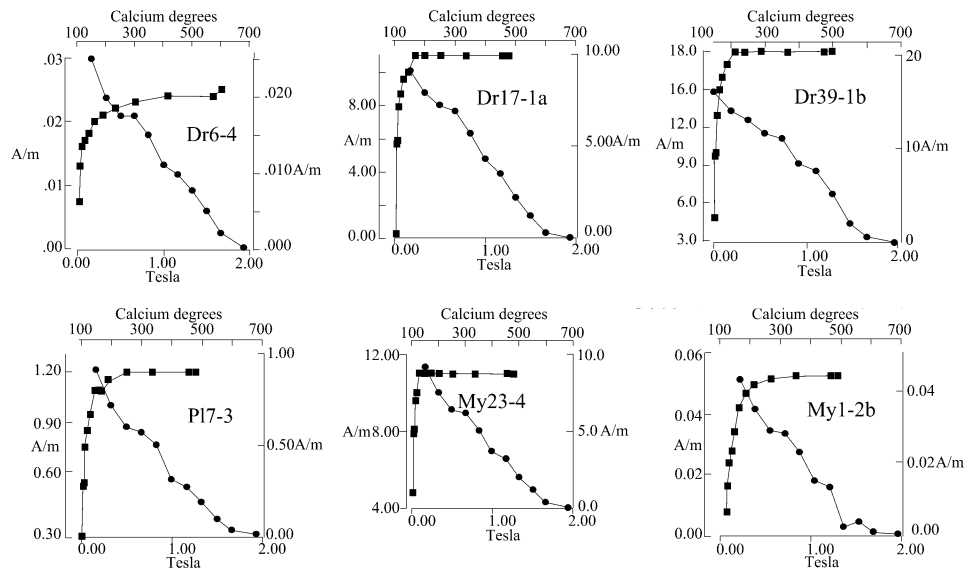 Calcium degrees
100 200 300 400 500 600 700
.03
.02
A/m
.01
.00
Dr6-4
.020
.010A/m
.000
0.00 1.00 2.00
Tesla
Calcium degrees
100 300 500 700
8.00
A/m
4.00
0.00
Dr17-1a
10.00
5.00A/m
0.00
0.00 1.00 2.00
Tesla
Calcium degrees
100 300 500 700
18.0
15.0
12.0
A/m
9.0
6.0
3.0
Dr39-1b
20
10A/m
0
1.00 2.00
Tesla
Calcium degrees
100 300 500 700
1.20
0.90
A/m
0.60
0.30
Pl7-3
1.00
0.50A/m
0.00
0.00 1.00 2.00
Tesla
Calcium degrees
100 300 500 700
12.00
A/m8.00
4.00
My23-4
10.0
5.0A/m
0.0
0.00 1.00 2.00
Tesla
Calcium degrees
100 300 500 700
0.06
0.04
A/m
0.02
0.00
My1-2b
0.04
0.02A/m
0.00
0.00 1.00 2.00
Tesla